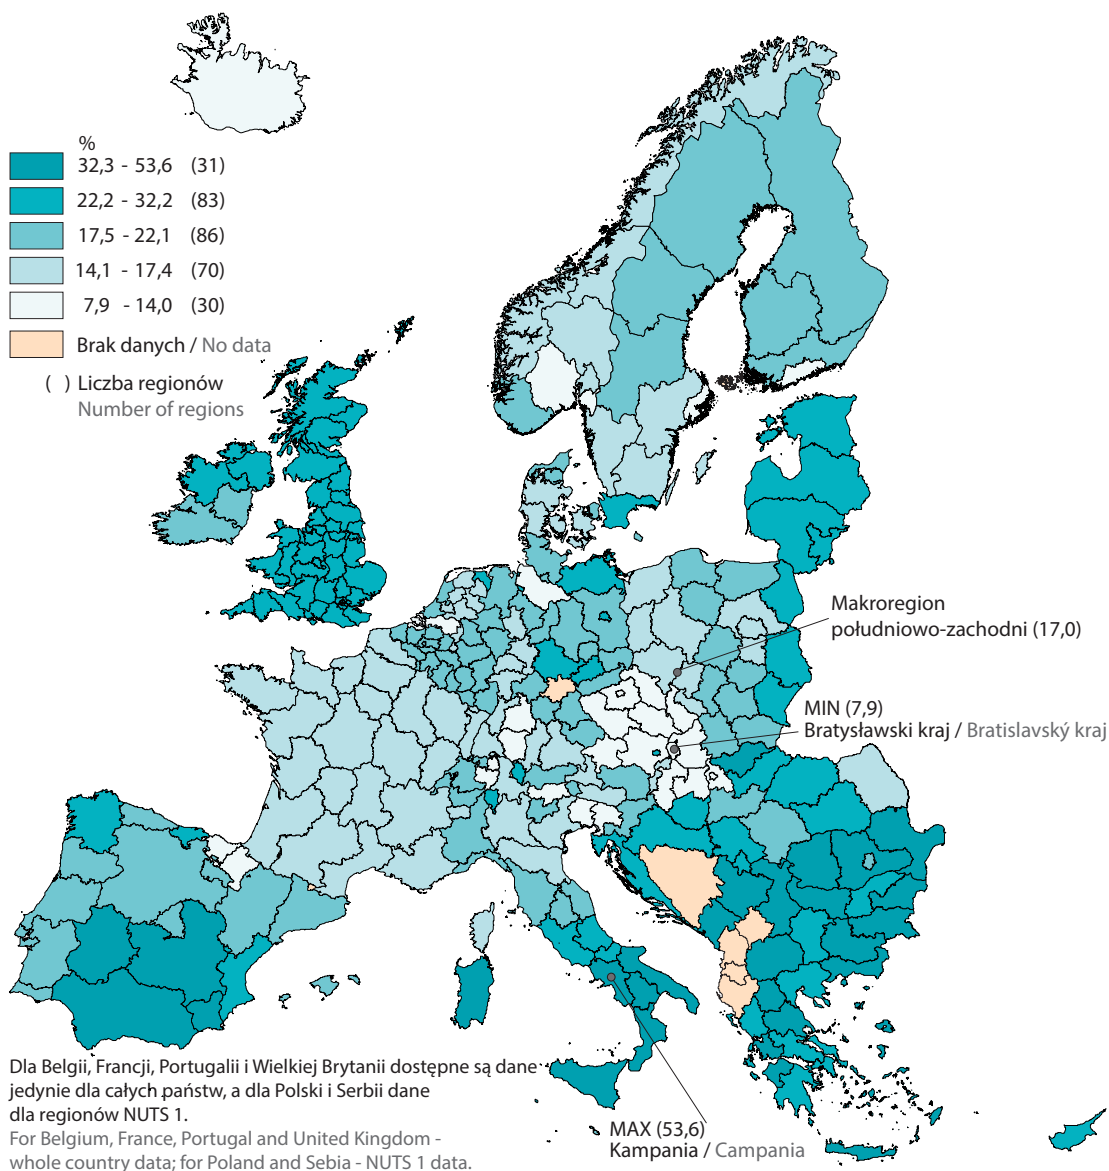 %
32,3 - 53,6 (31)
22,2 - 32,2 (83)
17,5 - 22,1 (86)
14,1 - 17,4 (70)
7,9 - 14,0 (30)
Brak danych / No data
( ) Liczba regionów
Number of regions
Makroregion
południowo-zachodni (17,0)
MIN (7,9)
Bratysławski kraj / Bratislavský kraj
Dla Belgii, Francji, Portugalii i Wielkiej Brytanii dostępne są dane
jedynie dla całych państw, a dla Polski i Serbii dane
dla regionów NUTS 1.
For Belgium, France, Portugal and United Kingdom -
whole country data; for Poland and Sebia - NUTS 1 data.
MAX (53,6)
Kampania / Campania